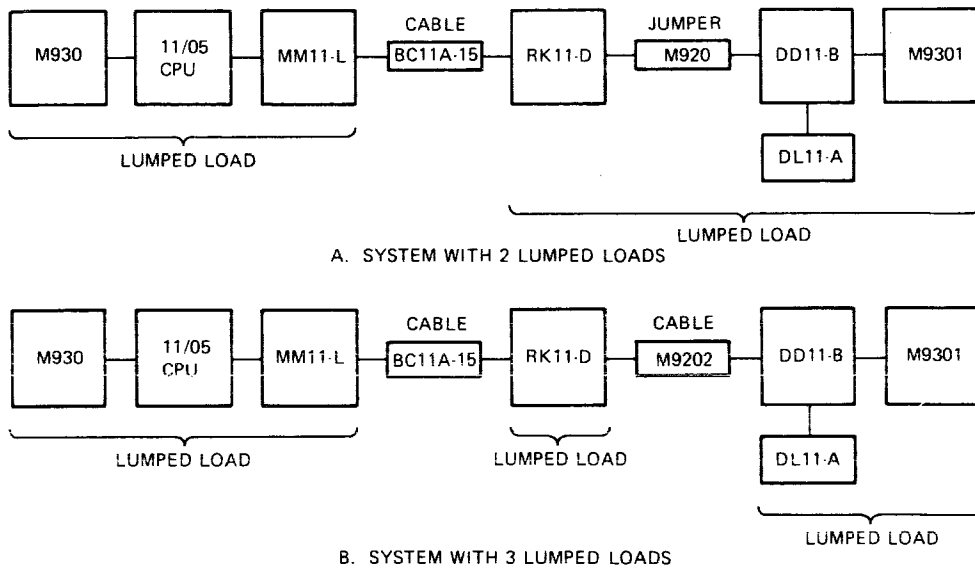 CABLE
JUMPER
M930
11/05
CPU
MM11-L
BC11A-15
RK11-D
M920
DD11-B
M9301
DL11-A
LUMPED LOAD
LUMPED LOAD
A. SYSTEM WITH 2 LUMPED LOADS
CABLE
CABLE
M930
11/05
CPU
MM11-L
BC11A-15
RK11-D
M9202
DD11-B
M9301
DL11-A
LUMPED LOAD
LUMPED LOAD
LUMPED LOAD
B. SYSTEM WITH 3 LUMPED LOADS